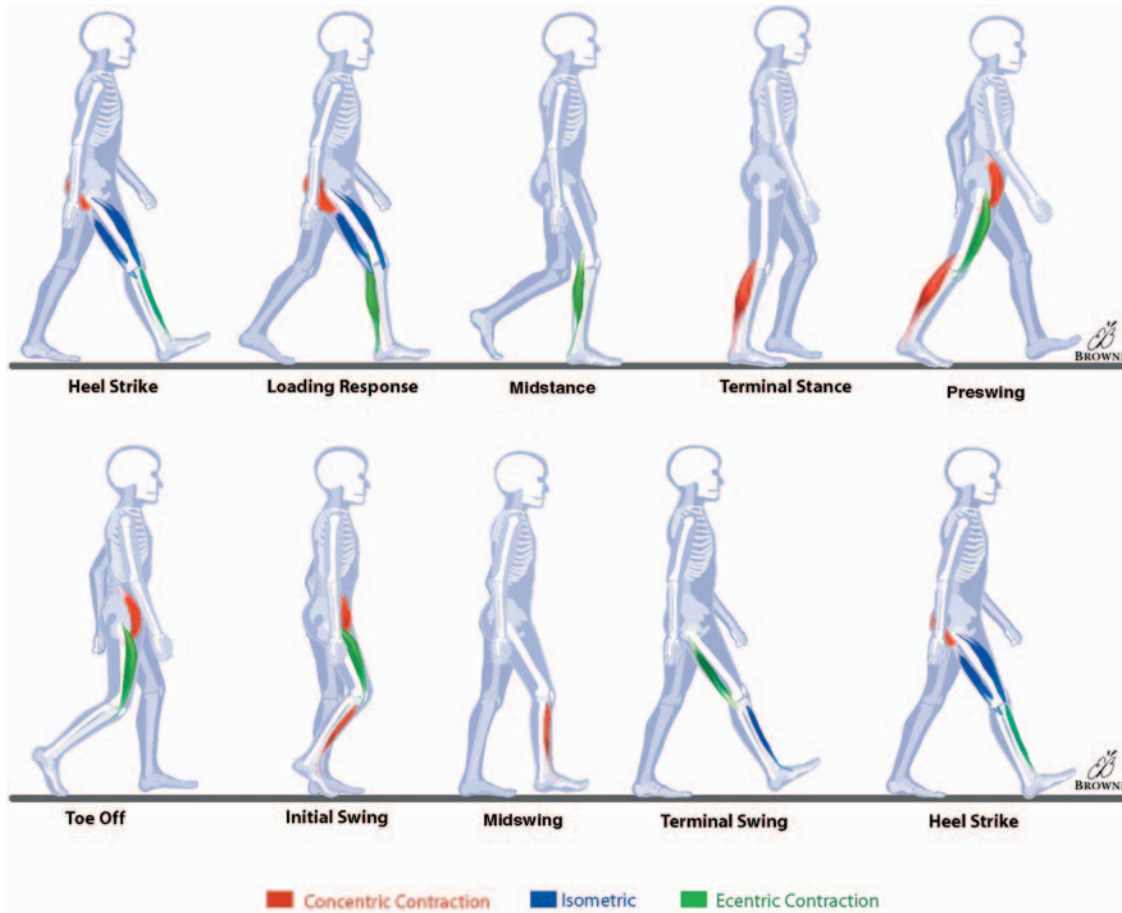 BROWNE
Heel Strike
Loading Response
Midstance
Terminal Stance
Preswing
BROWNE
Toe Off
Initial Swing
Midswing
Terminal Swing
Heel Strike
Concentric Contraction
Isometric
Ecentric Contraction